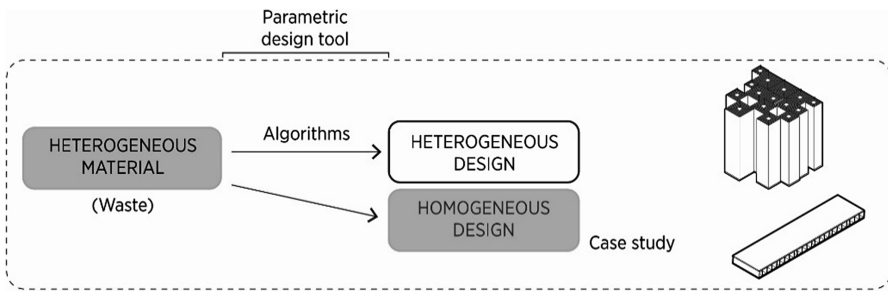 Parametric
design tool
HETEROGENEOUS
MATERIAL
(Waste)
Algorithms
HETEROGENEOUS
DESIGN
HOMOGENEOUS
DESIGN
Case study